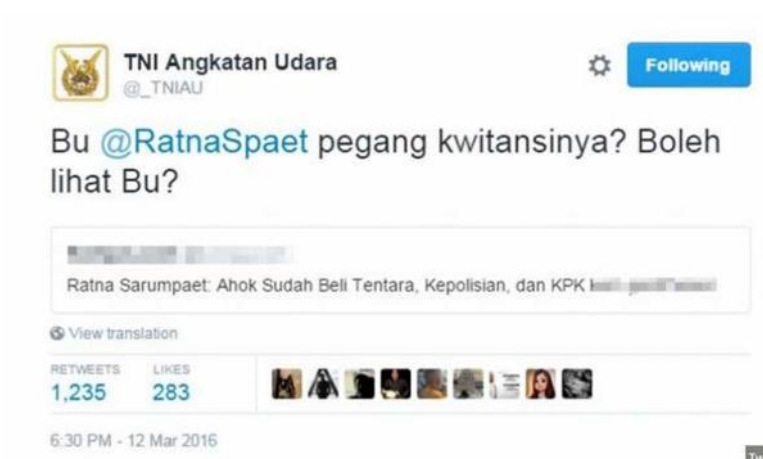 TNI Angkatan Udara
@_TNIAU
Following
Bu @RatnaSpaet pegang kwitansinya? Boleh
lihat Bu?
Ratna Sarumpaet: Ahok Sudah Beli Tentara, Kepolisian, dan KPK
View translation
RETWEETS LIKES
1,235 283
6:30 PM - 12 Mar 2016